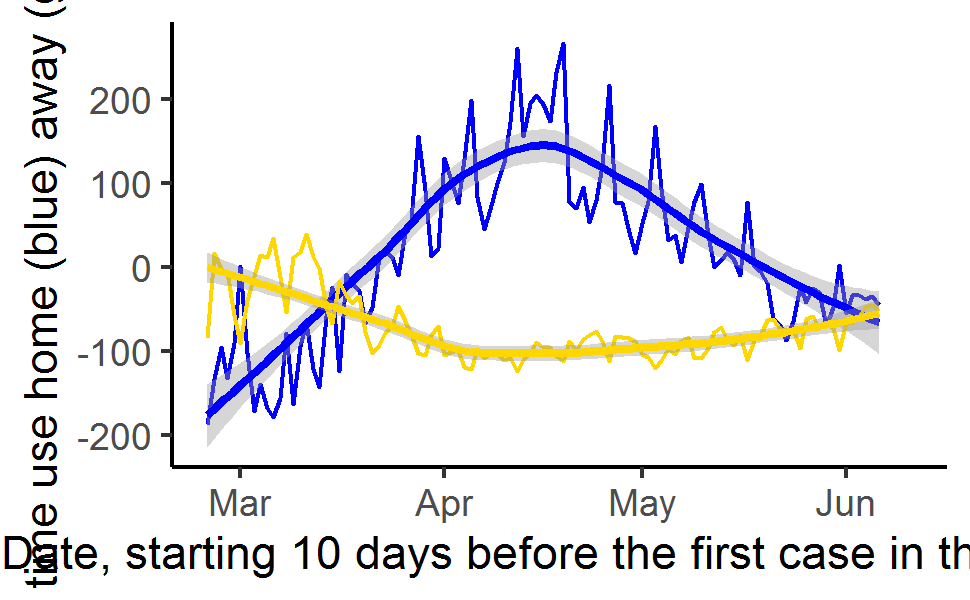 time use home (blue) away (
200
100
0
-100
-200
Mar Apr May Jun
Date, starting 10 days before the first case in th